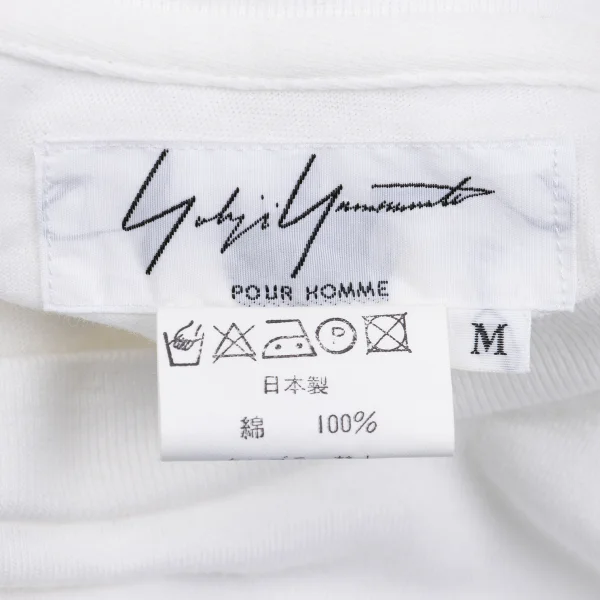 Yohji Yamamoto
POUR HOMME
M
日本製
綿 100%